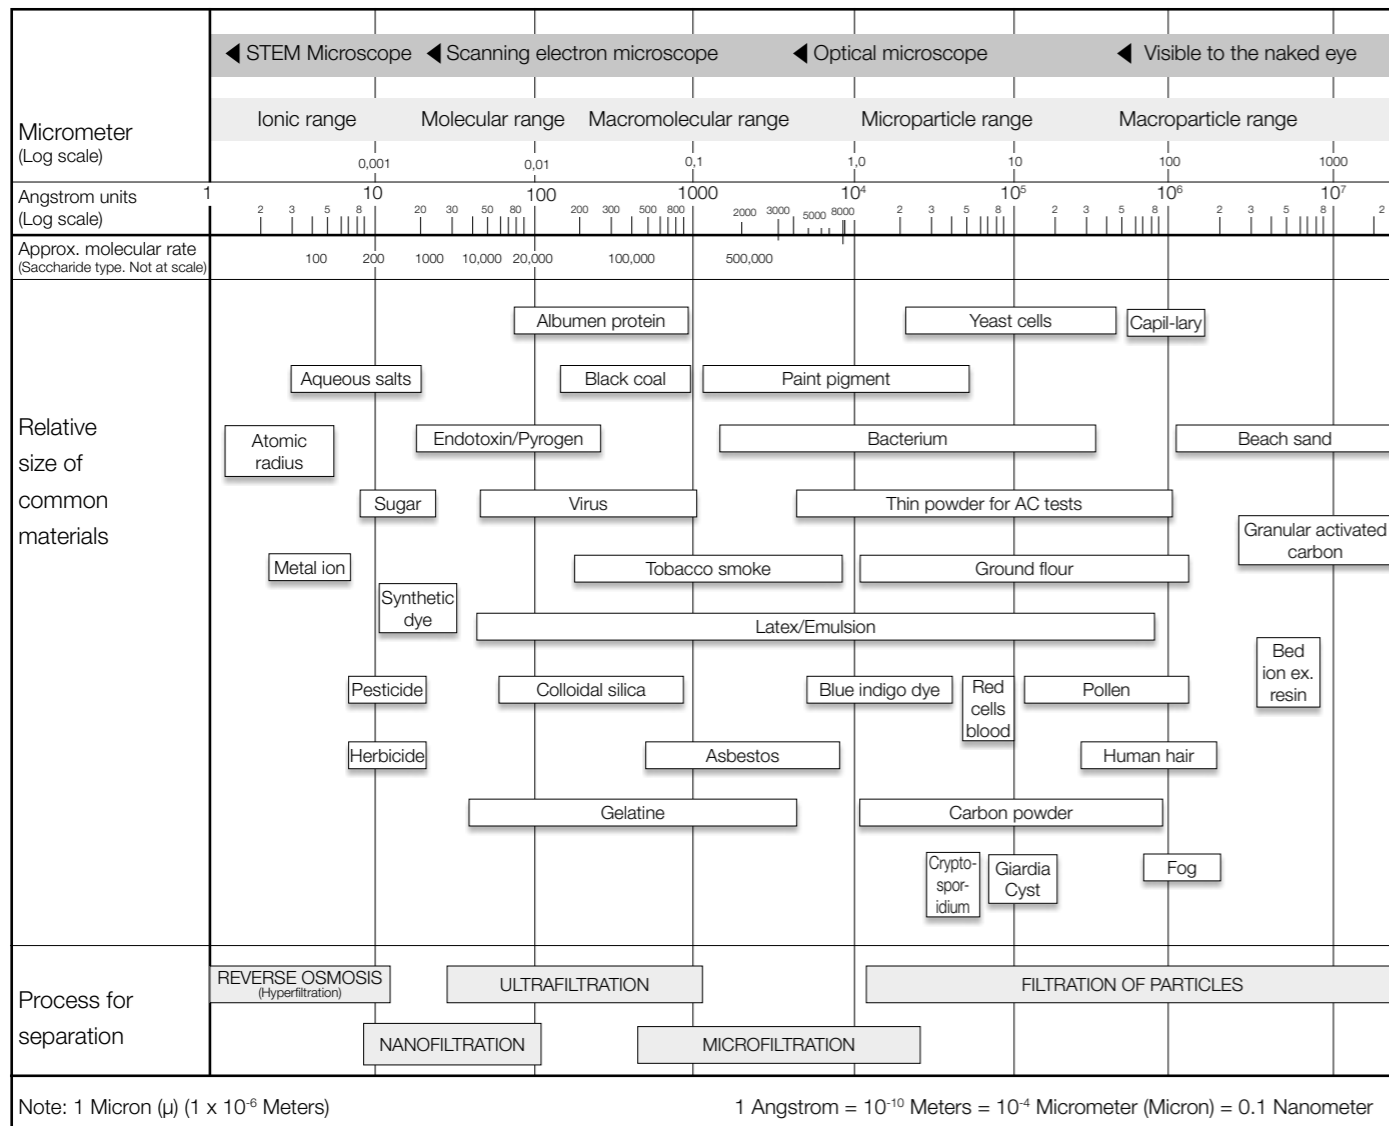 STEM Microscope Scanning electron microscope Optical microscope Visible to the naked eye
Ionic range Molecular range Macromolecular range Microparticle range Macroparticle range
Micrometer
(Log scale)
0,001 0,01 0,1 1,0 10 100 1000
Angstrom units
(Log scale)
1 10 100 1000 10⁴ 10⁵ 10⁶ 10⁷
2 3 5 8 20 30 50 80 200 300 500 800 2000 3000 5000 8000 2 3 5 8 2 3 5 8 2 3 5 8 2
Approx. molecular rate
(Saccharide type. Not at scale)
100 200 1000 10,000 20,000 100,000 500,000
Relative
size of
common
materials
Albumen protein Yeast cells Capil-lary
Aqueous salts Black coal Paint pigment
Atomic
radius
Endotoxin/Pyrogen Bacterium Beach sand
Sugar Virus Thin powder for AC tests
Granular activated
carbon
Metal ion Tobacco smoke Ground flour
Synthetic
dye
Latex/Emulsion
Bed
ion ex.
resin
Pesticide Colloidal silica Blue indigo dye
Red
cells
blood
Pollen
Herbicide Asbestos Human hair
Gelatine Carbon powder
Crypto-
spor-
idium
Giardia
Cyst
Fog
Process for
separation
REVERSE OSMOSIS
(Hyperfiltration)
ULTRAFILTRATION FILTRATION OF PARTICLES
NANOFILTRATION MICROFILTRATION
Note: 1 Micron (µ) (1 x 10⁻⁶ Meters) 1 Angstrom = 10⁻¹⁰ Meters = 10⁻⁴ Micrometer (Micron) = 0.1 Nanometer